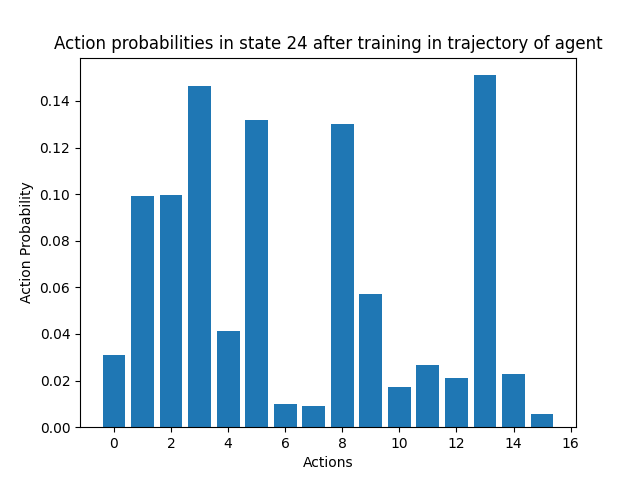 Action probabilities in state 24 after training in trajectory of agent
0.14
0.12
0.10
0.08
0.06
0.04
0.02
0.00
Action Probability
0 2 4 6 8 10 12 14 16
Actions